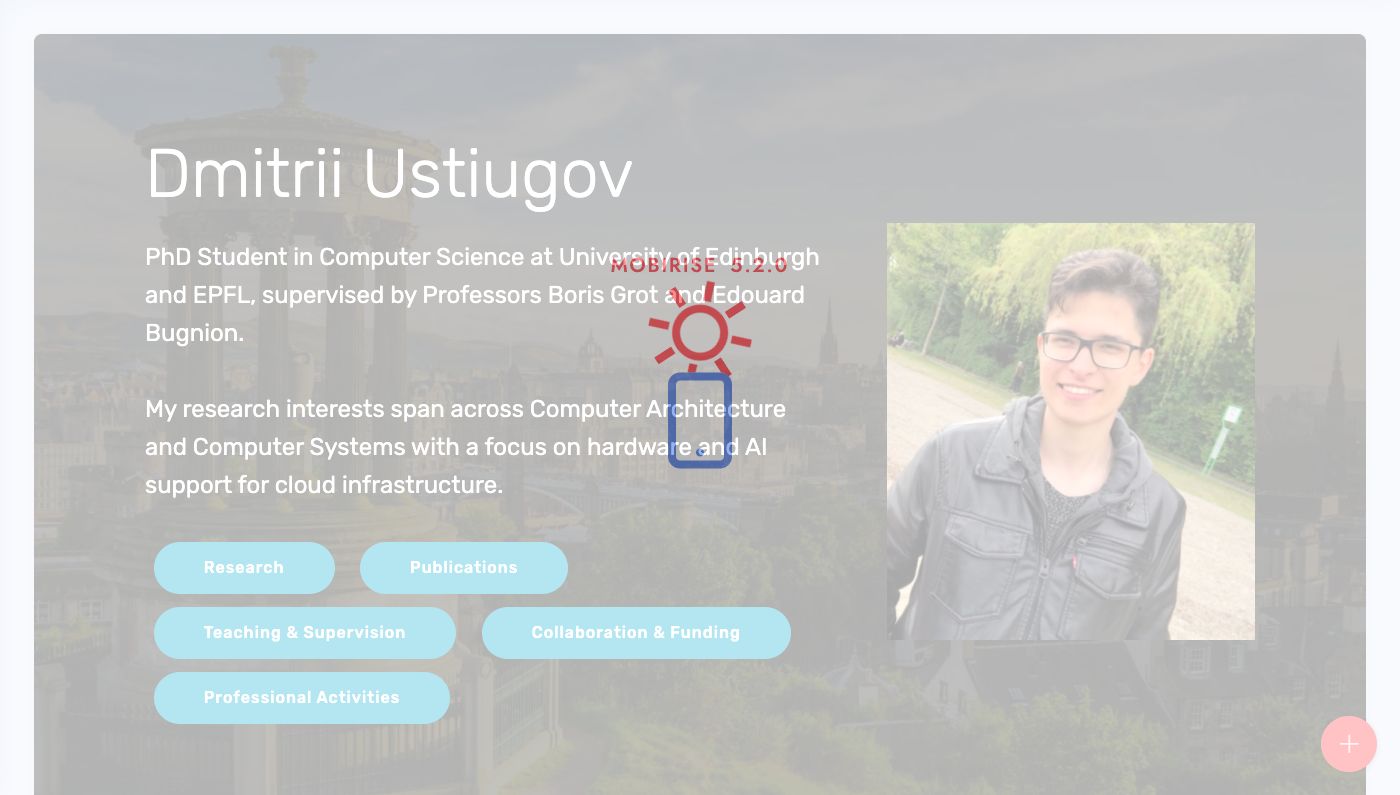 Dmitrii Ustiugov
PhD Student in Computer Science at University of Edinburgh
MOBIRISE 5.2.0
and EPFL, supervised by Professors Boris Grot and Edouard
Bugnion.
My research interests span across Computer Architecture
and Computer Systems with a focus on hardware and AI
support for cloud infrastructure.
Research
Publications
Teaching & Supervision
Collaboration & Funding
Professional Activities